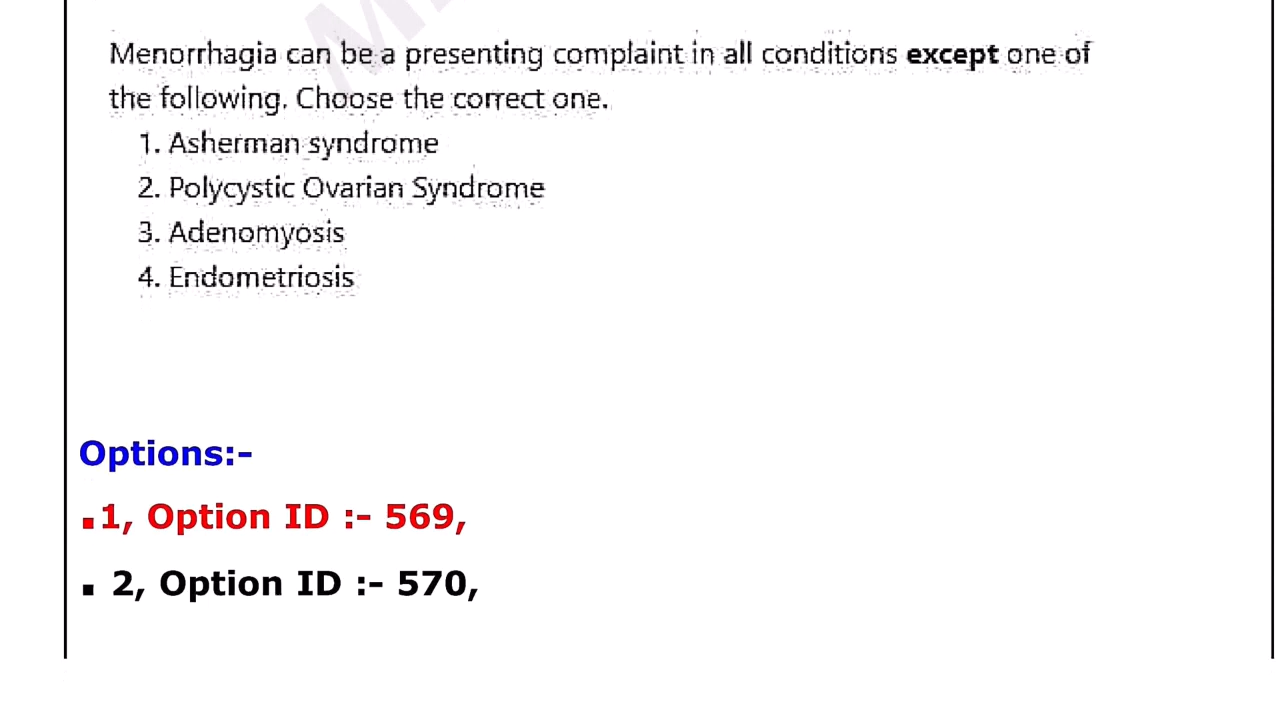 Menorrhagia can be a presenting complaint in all conditions except one of
the following. Choose the correct one.
1. Asherman syndrome
2. Polycystic Ovarian Syndrome
3. Adenomyosis
4. Endometriosis
Options:-
1, Option ID :- 569,
2, Option ID :- 570,